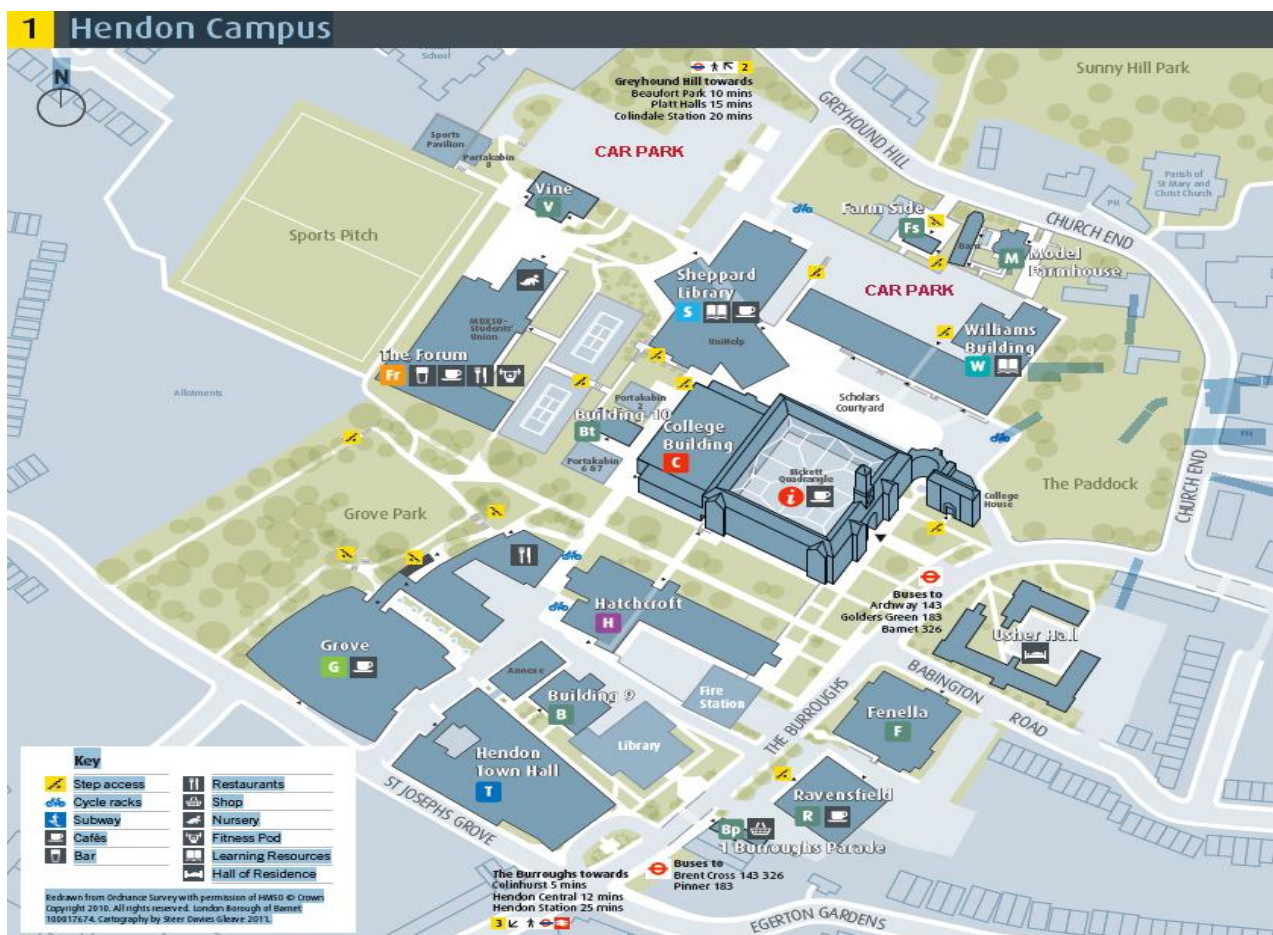 1 Hendon Campus
N
School
2
Greyhound Hill towards
Beaufort Park 10 mins
Platt Halls 15 mins
Colindale Station 20 mins
Sunny Hill Park
GREYHOUND HILL
CAR PARK
Sports
Pavilion
Portakabin
8
Vine
V
Parish of
St Mary and
Christ Church
PH
CHURCH END
Farm Side
Fs
Barn
M
Model
Farmhouse
Sports Pitch
Sheppard
Library
S
UniHelp
CAR PARK
Williams
Building
W
MDXSU -
Students'
Union
The Forum
Fr
Allotments
Scholars
Courtyard
Portakabin
2
Building 10
Bt
Portakabin
6 &7
College
Building
C
Quadrangle
i
College
House
The Paddock
PH
CHURCH END
Grove Park
Buses to
Archway 143
Golders Green 183
Barnet 326
Hatchcroft
H
Usher Hall
Grove
G
Annexe
Building 9
B
Fire
Station
Library
THE BURROUGHS
BABINGTON ROAD
Fenella
F
Hendon
Town Hall
T
ST JOSEPHS GROVE
Ravensfield
R
Bp
1 Burroughs Parade
Buses to
Brent Cross 143 326
Pinner 183
The Burroughs towards
Colinhurst 5 mins
Hendon Central 12 mins
Hendon Station 25 mins
3
EGERTON GARDENS
Key
Step access
Cycle racks
Subway
Cafés
Bar
Restaurants
Shop
Nursery
Fitness Pod
Learning Resources
Hall of Residence
Redrawn from Ordnance Survey with permission of HMSO © Crown
Copyright 2010. All rights reserved. London Borough of Barnet
100017674. Cartography by Steer Davies Gleave 2011.